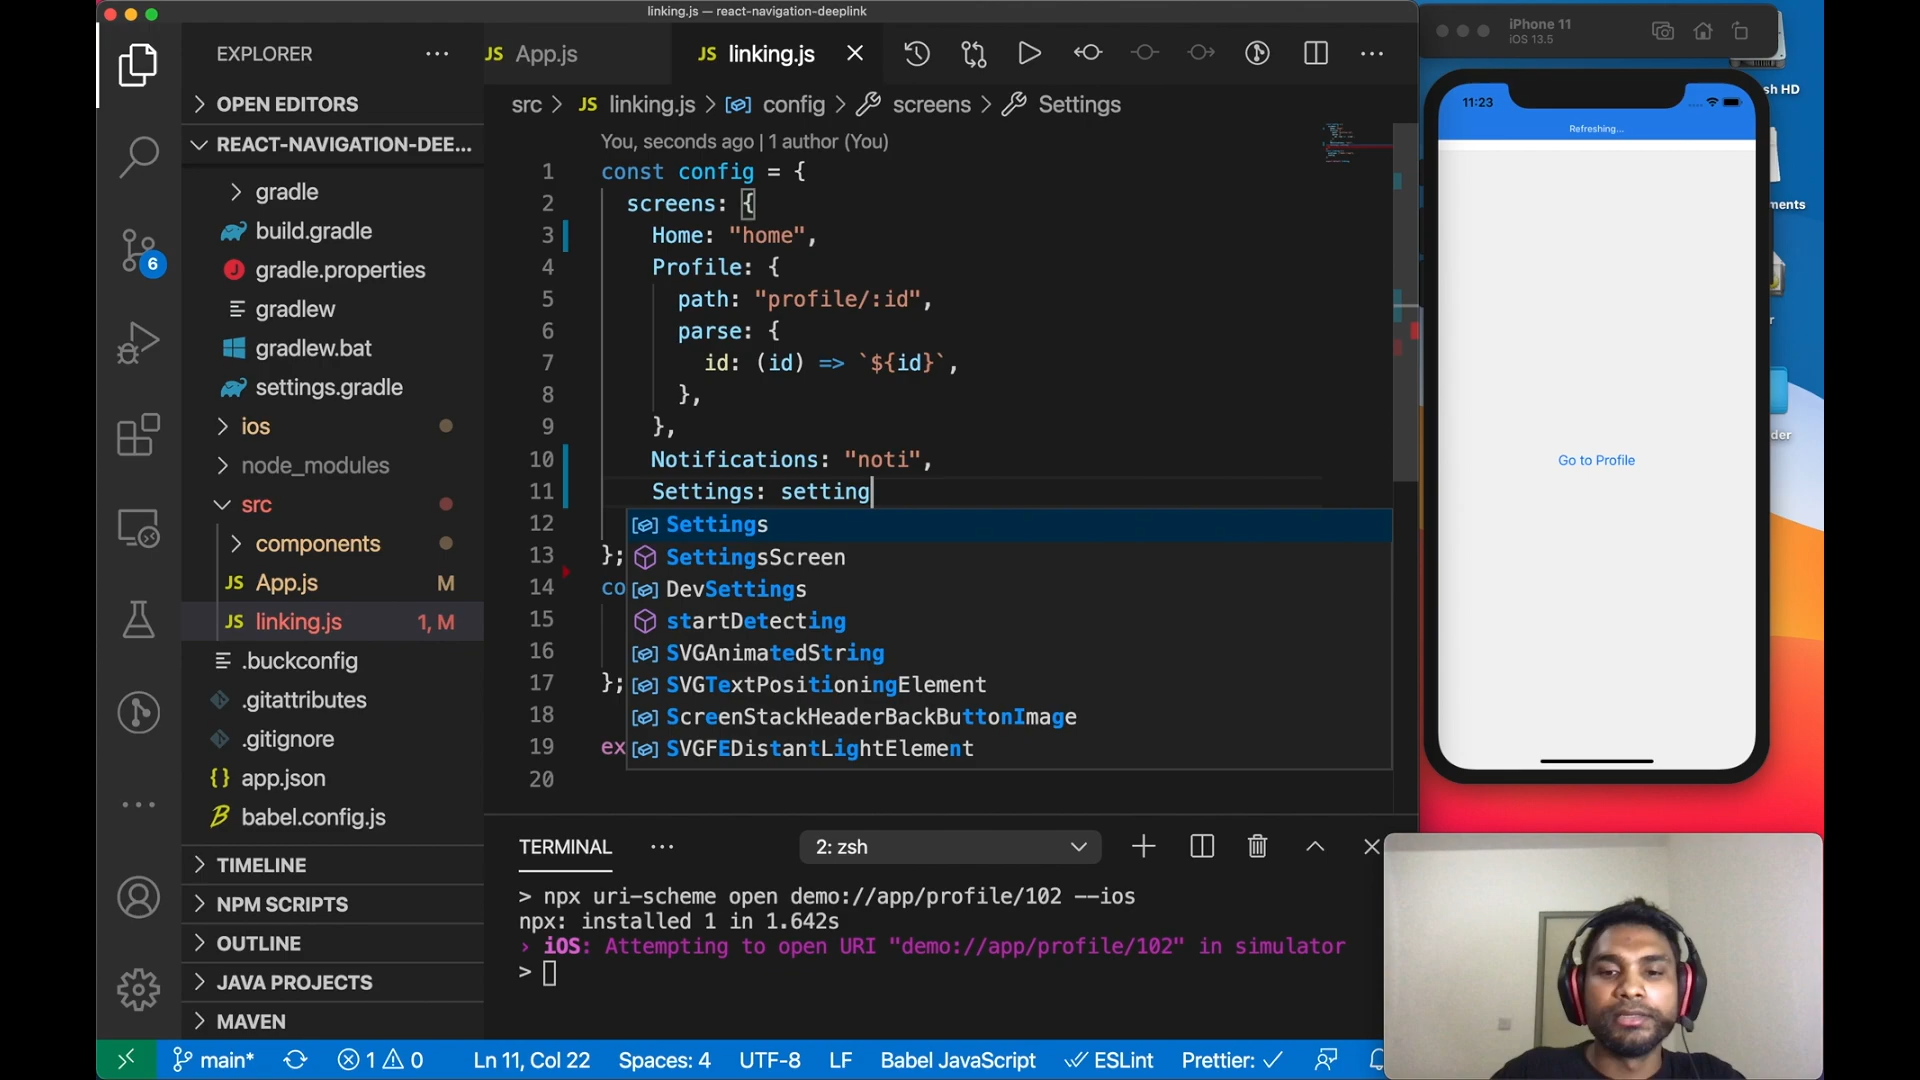 linking.js — react-navigation-deeplink
EXPLORER
OPEN EDITORS
REACT-NAVIGATION-DEE...
gradle
build.gradle
gradle.properties
gradlew
gradlew.bat
settings.gradle
ios
node_modules
src
components
JS App.js M
JS linking.js 1, M
.buckconfig
.gitattributes
.gitignore
{} app.json
babel.config.js
TIMELINE
NPM SCRIPTS
OUTLINE
JAVA PROJECTS
MAVEN
6
JS App.js
JS linking.js
src > JS linking.js > config > screens > Settings
You, seconds ago | 1 author (You)
1 const config = {
2 screens: {
3 Home: "home",
4 Profile: {
5 path: "profile/:id",
6 parse: {
7 id: (id) => `${id}`,
8 },
9 },
10 Notifications: "noti",
11 Settings: setting
12
13 };
14 co
15
16
17 };
18
19 ex
20
Settings
SettingsScreen
DevSettings
startDetecting
SVGAnimatedString
SVGTextPositioningElement
ScreenStackHeaderBackButtonImage
SVGFEDistantLightElement
TERMINAL
2: zsh
> npx uri-scheme open demo://app/profile/102 --ios
npx: installed 1 in 1.642s
› iOS: Attempting to open URI "demo://app/profile/102" in simulator
>
main*
1
0
Ln 11, Col 22
Spaces: 4
UTF-8
LF
Babel JavaScript
ESLint
Prettier: ✓
iPhone 11
iOS 13.5
11:23
Refreshing...
Go to Profile
sh HD
ments
r
der